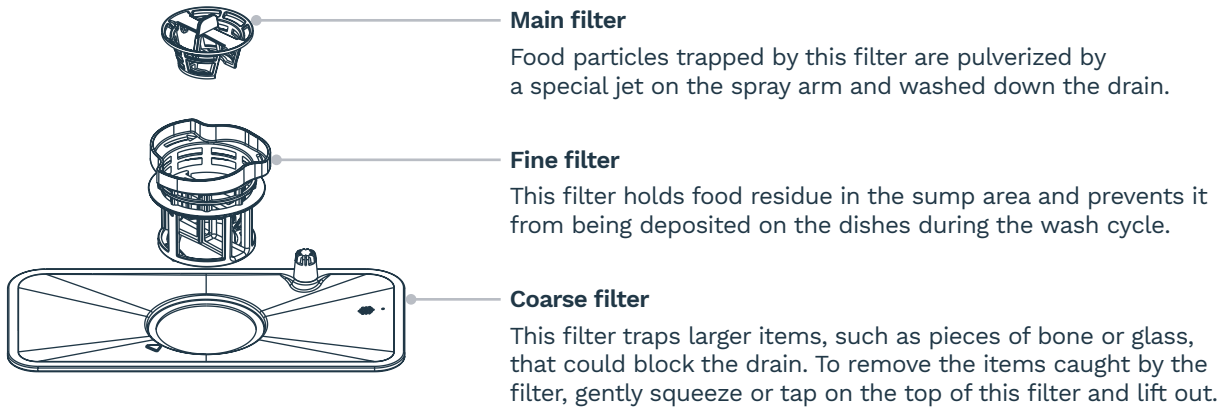 Main filter
Food particles trapped by this filter are pulverized by
a special jet on the spray arm and washed down the drain.
Fine filter
This filter holds food residue in the sump area and prevents it
from being deposited on the dishes during the wash cycle.
Coarse filter
This filter traps larger items, such as pieces of bone or glass,
that could block the drain. To remove the items caught by the
filter, gently squeeze or tap on the top of this filter and lift out.